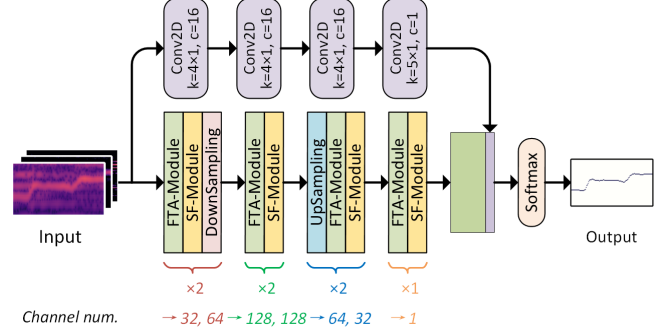 Conv2D
k=4×1, c=16
Conv2D
k=4×1, c=16
Conv2D
k=4×1, c=16
Conv2D
k=5×1, c=1
FTA-Module
SF-Module
DownSampling
FTA-Module
SF-Module
UpSampling
FTA-Module
SF-Module
FTA-Module
SF-Module
Softmax
Input
Output
×2
×2
×2
×1
Channel num.
→ 32, 64 → 128, 128 → 64, 32 → 1